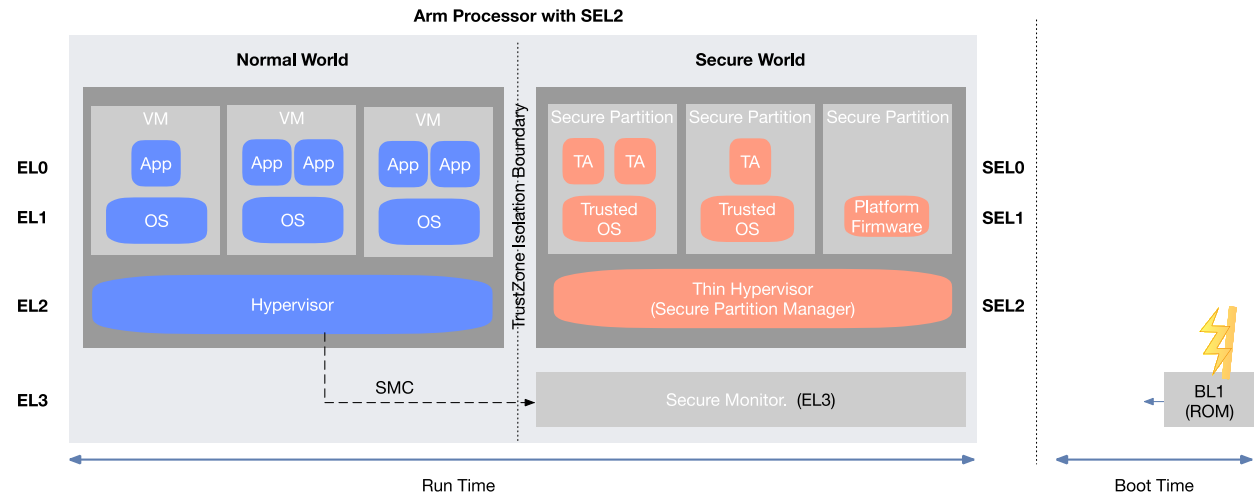 Arm Processor with SEL2
Normal World
Secure World
VM
VM
VM
Secure Partition
Secure Partition
Secure Partition
EL0
App
App
App
App
App
TA
TA
TA
SEL0
EL1
OS
OS
OS
Trusted
OS
Trusted
OS
Platform
Firmware
SEL1
TrustZone Isolation Boundary
EL2
Hypervisor
Thin Hypervisor
(Secure Partition Manager)
SEL2
EL3
SMC
Secure Monitor. (EL3)
BL1
(ROM)
Run Time
Boot Time